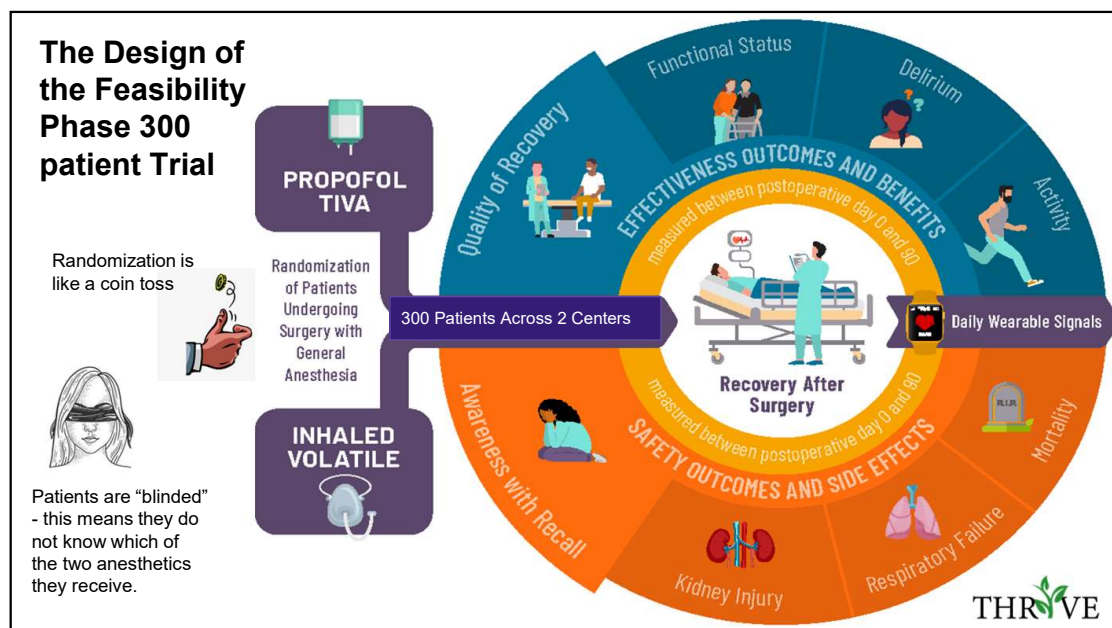 The Design of
the Feasibility
Phase 300
patient Trial
Randomization is
like a coin toss
Patients are “blinded”
- this means they do
not know which of
the two anesthetics
they receive.
PROPOFOL
TIVA
Randomization
of Patients
Undergoing
Surgery with
General
Anesthesia
INHALED
VOLATILE
300 Patients Across 2 Centers
Quality of Recovery
Functional Status
Delirium
Activity
EFFECTIVENESS OUTCOMES AND BENEFITS
measured between postoperative day 0 and 90
Recovery After
Surgery
Daily Wearable Signals
measured between postoperative day 0 and 90
SAFETY OUTCOMES AND SIDE EFFECTS
Awareness with Recall
Kidney Injury
Respiratory Failure
Mortality
R.I.P.
THRIVE